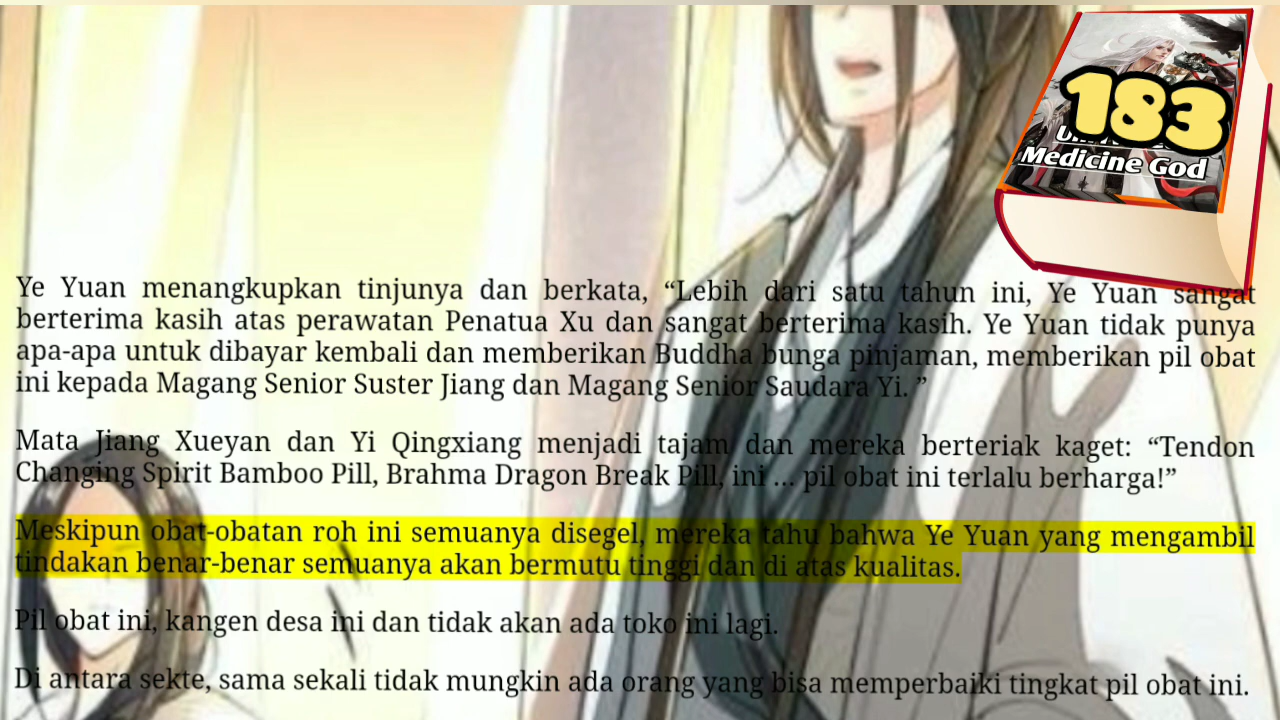 183
Medicine God
Ye Yuan menangkupkan tinjunya dan berkata, “Lebih dari satu tahun ini, Ye Yuan sangat
berterima kasih atas perawatan Penatua Xu dan sangat berterima kasih. Ye Yuan tidak punya
apa-apa untuk dibayar kembali dan memberikan Buddha bunga pinjaman, memberikan pil obat
ini kepada Magang Senior Suster Jiang dan Magang Senior Saudara Yi. ”
Mata Jiang Xueyan dan Yi Qingxiang menjadi tajam dan mereka berteriak kaget: “Tendon
Changing Spirit Bamboo Pill, Brahma Dragon Break Pill, ini ... pil obat ini terlalu berharga!”
Meskipun obat-obatan roh ini semuanya disegel, mereka tahu bahwa Ye Yuan yang mengambil
tindakan benar-benar semuanya akan bermutu tinggi dan di atas kualitas.
Pil obat ini, kangen desa ini dan tidak akan ada toko ini lagi.
Di antara sekte, sama sekali tidak mungkin ada orang yang bisa memperbaiki tingkat pil obat ini.